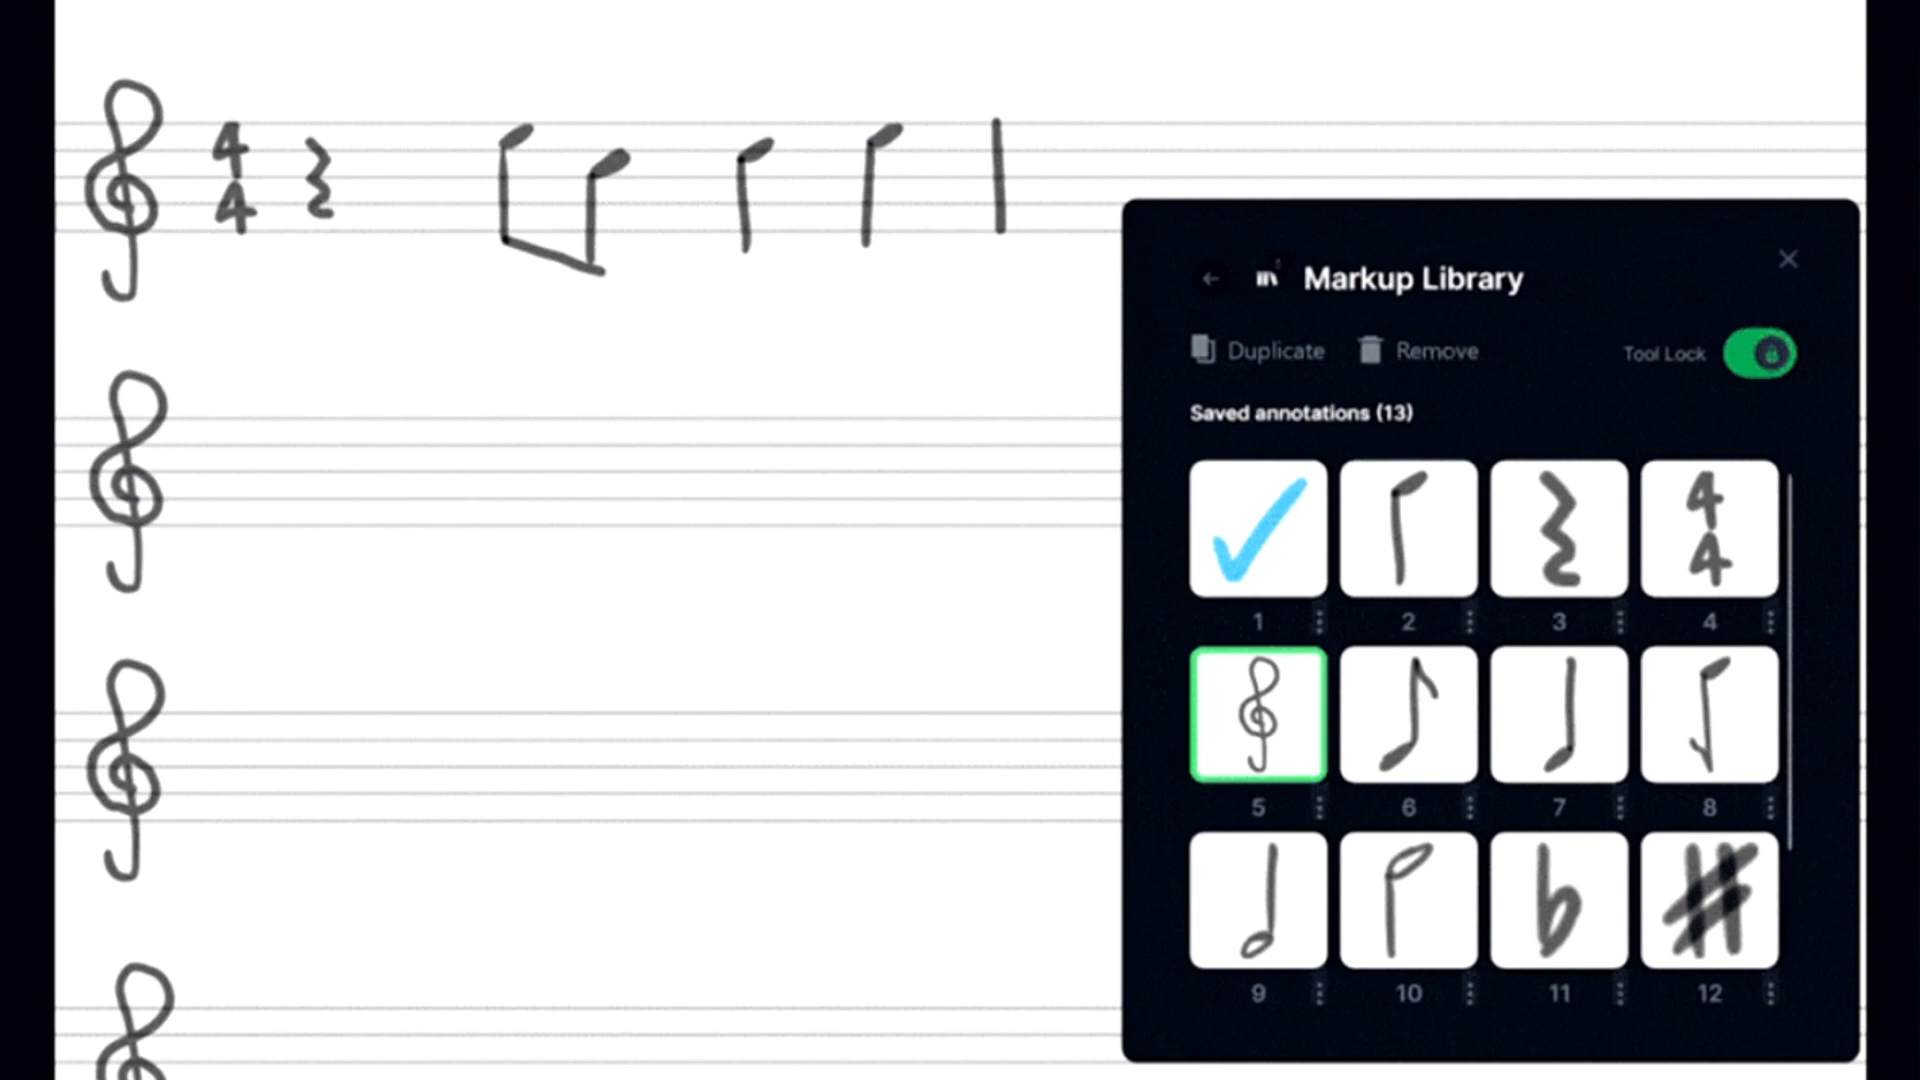 4
4
Markup Library
Duplicate Remove Tool Lock
Saved annotations (13)
4
4
1 2 3 4
5 6 7 8
9 10 11 12